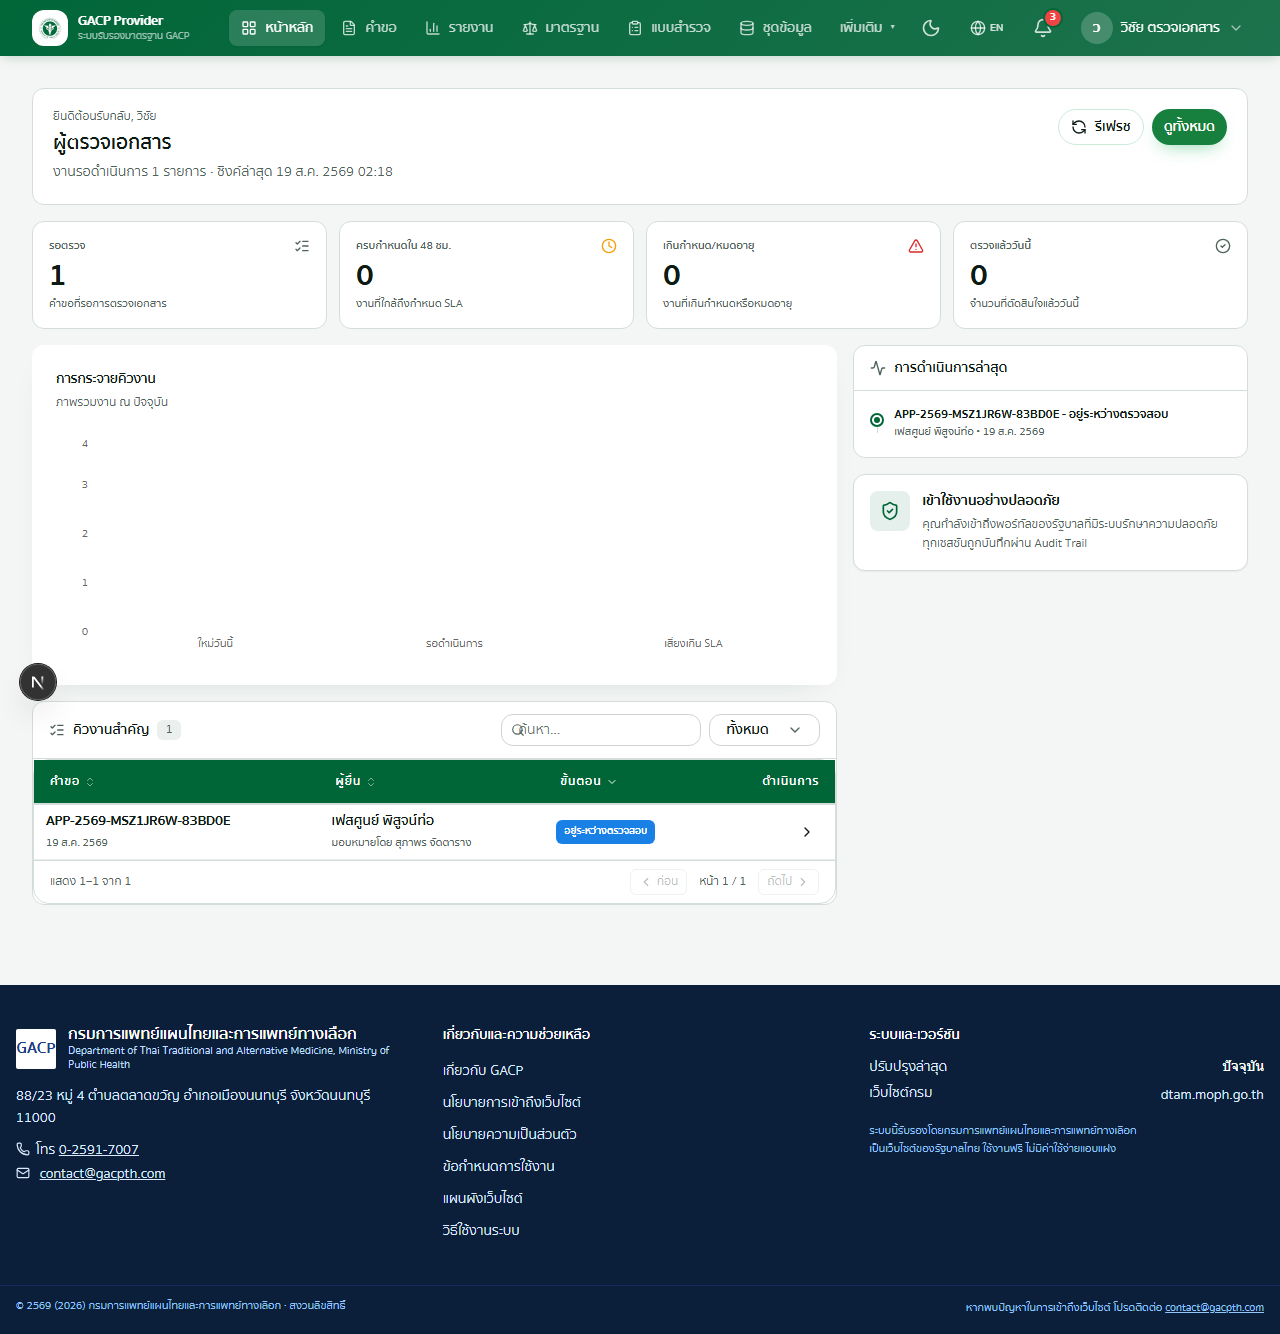 GACP Provider
ระบบรับรองมาตรฐาน GACP
หน้าหลัก
คำขอ
รายงาน
มาตรฐาน
แบบสำรวจ
ชุดข้อมูล
เพิ่มเติม
EN
3
ว
วิชัย ตรวจเอกสาร
ยินดีต้อนรับกลับ, วิชัย
ผู้ตรวจเอกสาร
งานรอดำเนินการ 1 รายการ · ซิงค์ล่าสุด 19 ส.ค. 2569 02:18
รีเฟรช
ดูทั้งหมด
รอตรวจ
1
คำขอที่รอการตรวจเอกสาร
ครบกำหนดใน 48 ชม.
0
งานที่ใกล้ถึงกำหนด SLA
เกินกำหนด/หมดอายุ
0
งานที่เกินกำหนดหรือหมดอายุ
ตรวจแล้ววันนี้
0
จำนวนที่ตัดสินใจแล้ววันนี้
การกระจายคิวงาน
ภาพรวมงาน ณ ปัจจุบัน
4
3
2
1
0
ใหม่วันนี้
รอดำเนินการ
เสี่ยงเกิน SLA
การดำเนินการล่าสุด
APP-2569-MSZ1JR6W-83BD0E - อยู่ระหว่างตรวจสอบ
เฟสศูนย์ พิสูจน์ท่อ • 19 ส.ค. 2569
เข้าใช้งานอย่างปลอดภัย
คุณกำลังเข้าถึงพอร์ทัลของรัฐบาลที่มีระบบรักษาความปลอดภัย
ทุกเซสชันถูกบันทึกผ่าน Audit Trail
N
คิวงานสำคัญ
1
ค้นหา...
ทั้งหมด
คำขอ
ผู้ยื่น
ขั้นตอน
ดำเนินการ
APP-2569-MSZ1JR6W-83BD0E
19 ส.ค. 2569
เฟสศูนย์ พิสูจน์ท่อ
มอบหมายโดย สุภาพร จัดตาราง
อยู่ระหว่างตรวจสอบ
แสดง 1–1 จาก 1
ก่อน
หน้า 1 / 1
ถัดไป
GACP
กรมการแพทย์แผนไทยและการแพทย์ทางเลือก
Department of Thai Traditional and Alternative Medicine, Ministry of
Public Health
88/23 หมู่ 4 ตำบลตลาดขวัญ อำเภอเมืองนนทบุรี จังหวัดนนทบุรี
11000
โทร 0-2591-7007
contact@gacpth.com
เกี่ยวกับและความช่วยเหลือ
เกี่ยวกับ GACP
นโยบายการเข้าถึงเว็บไซต์
นโยบายความเป็นส่วนตัว
ข้อกำหนดการใช้งาน
แผนผังเว็บไซต์
วิธีใช้งานระบบ
ระบบและเวอร์ชัน
ปรับปรุงล่าสุด
ปัจจุบัน
เว็บไซต์กรม
dtam.moph.go.th
ระบบนี้รับรองโดยกรมการแพทย์แผนไทยและการแพทย์ทางเลือก
เป็นเว็บไซต์ของรัฐบาลไทย ใช้งานฟรี ไม่มีค่าใช้จ่ายแอบแฝง
© 2569 (2026) กรมการแพทย์แผนไทยและการแพทย์ทางเลือก · สงวนลิขสิทธิ์
หากพบปัญหาในการเข้าถึงเว็บไซต์ โปรดติดต่อ contact@gacpth.com